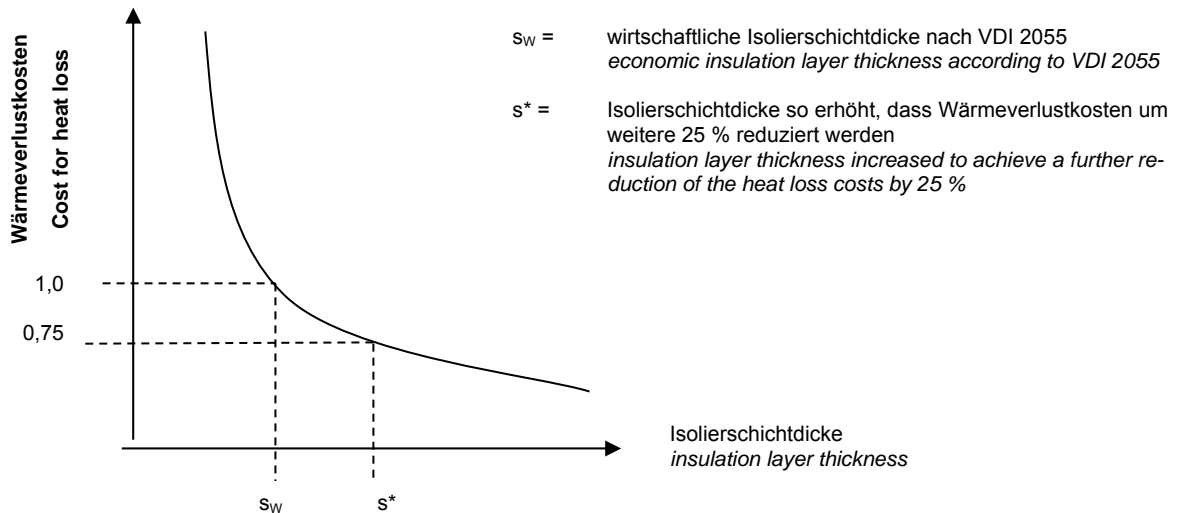 Wärmeverlustkosten
Cost for heat loss
sW = wirtschaftliche Isolierschichtdicke nach VDI 2055
economic insulation layer thickness according to VDI 2055
s* = Isolierschichtdicke so erhöht, dass Wärmeverlustkosten um
weitere 25 % reduziert werden
insulation layer thickness increased to achieve a further re-
duction of the heat loss costs by 25 %
1,0
0,75
Isolierschichtdicke
insulation layer thickness
sW s*